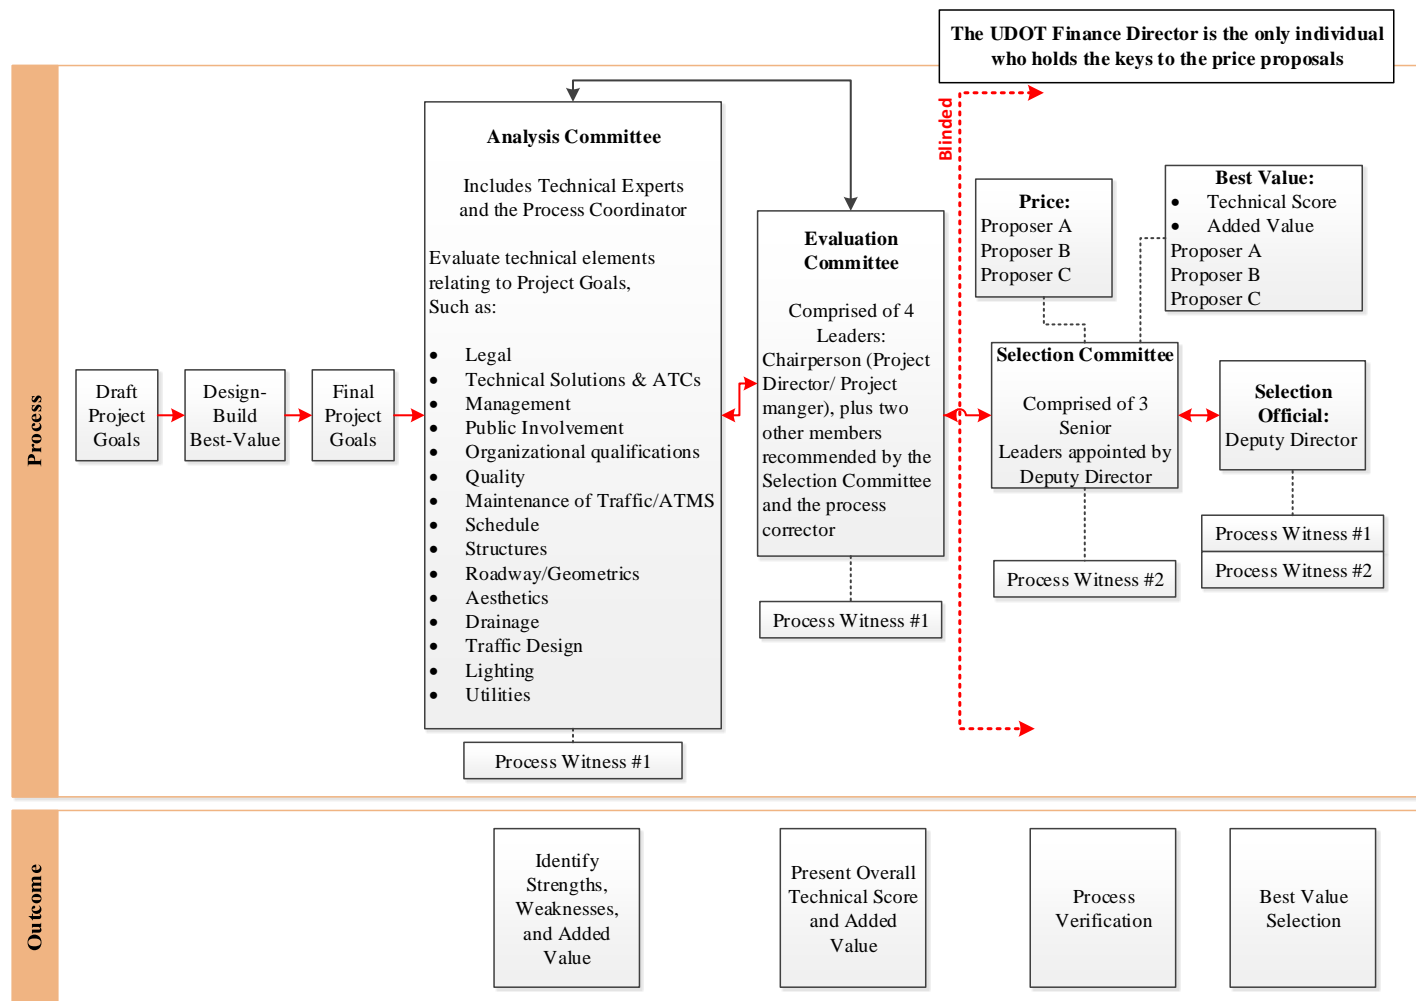 The UDOT Finance Director is the only individual
who holds the keys to the price proposals
Process
Draft
Project
Goals
Design-
Build
Best-Value
Final
Project
Goals
Analysis Committee
Includes Technical Experts
and the Process Coordinator
Evaluate technical elements
relating to Project Goals,
Such as:
• Legal
• Technical Solutions & ATCs
• Management
• Public Involvement
• Organizational qualifications
• Quality
• Maintenance of Traffic/ATMS
• Schedule
• Structures
• Roadway/Geometrics
• Aesthetics
• Drainage
• Traffic Design
• Lighting
• Utilities
Process Witness #1
Evaluation
Committee
Comprised of 4
Leaders:
Chairperson (Project
Director/ Project
manger), plus two
other members
recommended by the
Selection Committee
and the process
corrector
Process Witness #1
Blinded
Price:
Proposer A
Proposer B
Proposer C
Best Value:
• Technical Score
• Added Value
Proposer A
Proposer B
Proposer C
Selection Committee
Comprised of 3
Senior
Leaders appointed by
Deputy Director
Process Witness #2
Selection
Official:
Deputy Director
Process Witness #1
Process Witness #2
Outcome
Identify
Strengths,
Weaknesses,
and Added
Value
Present Overall
Technical Score
and Added
Value
Process
Verification
Best Value
Selection